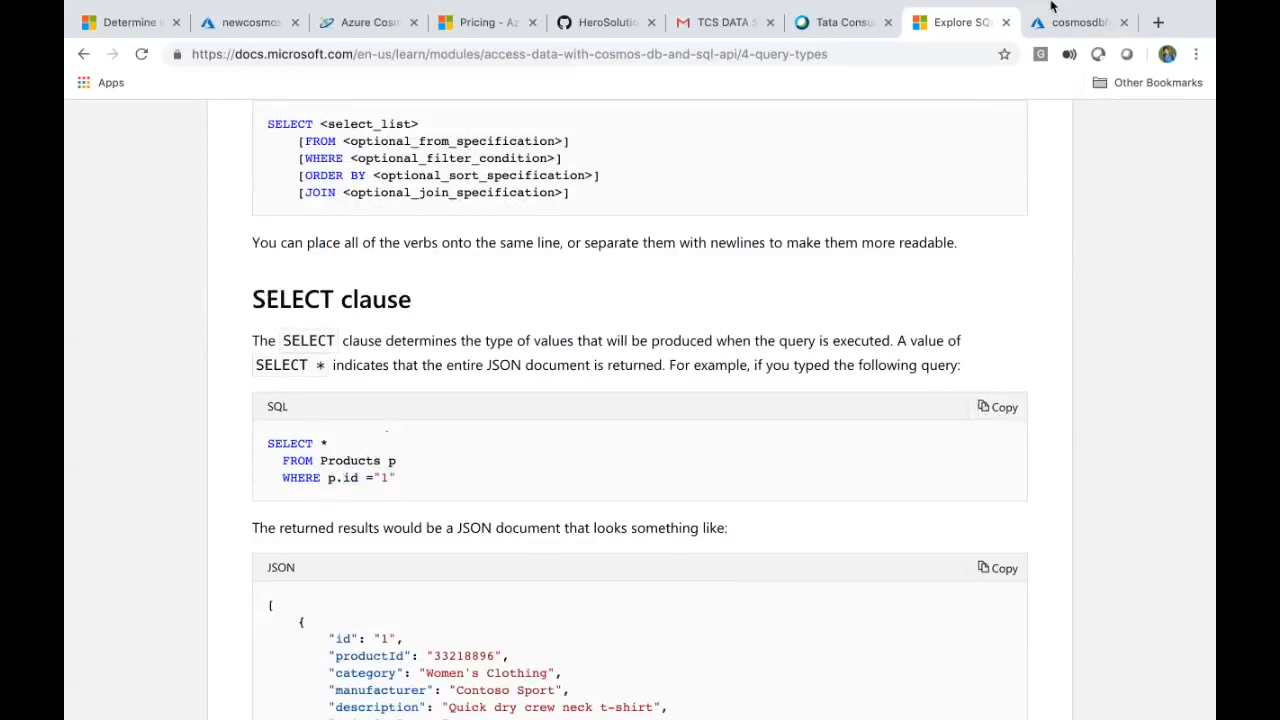 Determine
newcosmos
Azure Cosm
Pricing - Az
HeroSolutio
TCS DATA S
Tata Consu
Explore SQ
cosmosdbh
https://docs.microsoft.com/en-us/learn/modules/access-data-with-cosmos-db-and-sql-api/4-query-types
G
Apps
Other Bookmarks
SELECT <select_list>
[FROM <optional_from_specification>]
[WHERE <optional_filter_condition>]
[ORDER BY <optional_sort_specification>]
[JOIN <optional_join_specification>]
You can place all of the verbs onto the same line, or separate them with newlines to make them more readable.
SELECT clause
The SELECT clause determines the type of values that will be produced when the query is executed. A value of
SELECT * indicates that the entire JSON document is returned. For example, if you typed the following query:
SQL
Copy
SELECT *
FROM Products p
WHERE p.id ="1"
The returned results would be a JSON document that looks something like:
JSON
Copy
[
{
"id": "1",
"productId": "33218896",
"category": "Women's Clothing",
"manufacturer": "Contoso Sport",
"description": "Quick dry crew neck t-shirt",